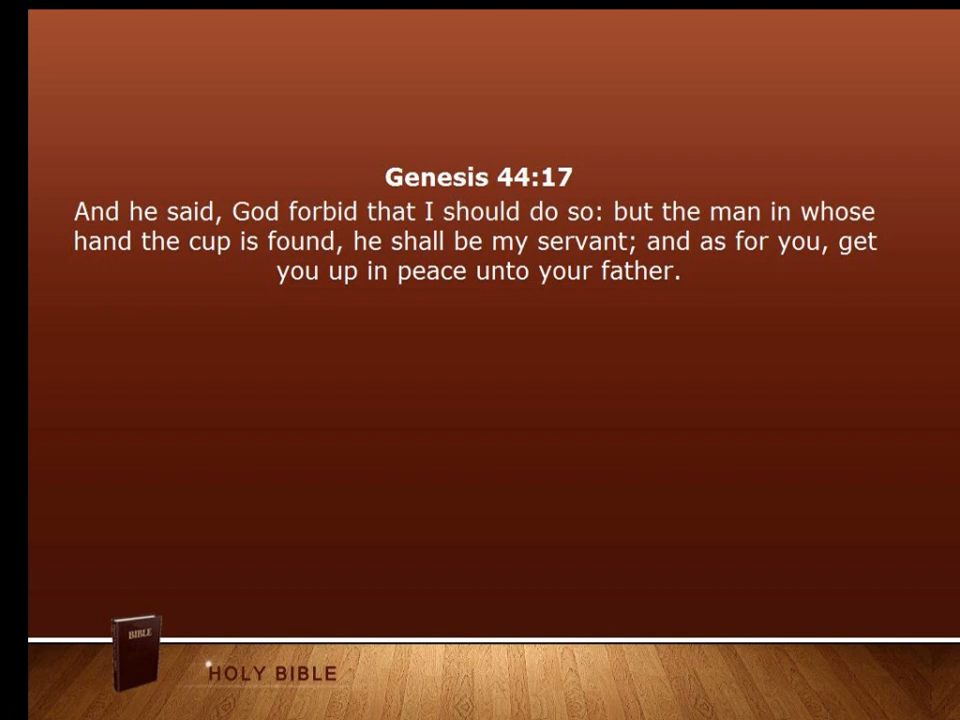 Genesis 44:17
And he said, God forbid that I should do so: but the man in whose
hand the cup is found, he shall be my servant; and as for you, get
you up in peace unto your father.
BIBLE
HOLY BIBLE